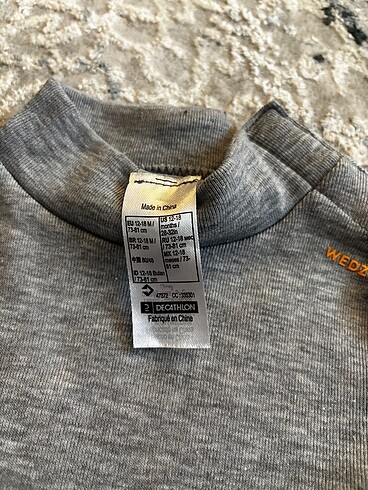 Made in China
EU 12-18 M /
73-81 cm
BR 12-18 M /
73-81 cm
ID 12-18 Bulan
/ 73-81 cm
US 12-18
months /
28-32in
RU 12-18 мес
/ 73-81 cm
MX 12-18
meses / 73-
81 cm
DECATHLON
Fabriqué en Chine
WEDZ